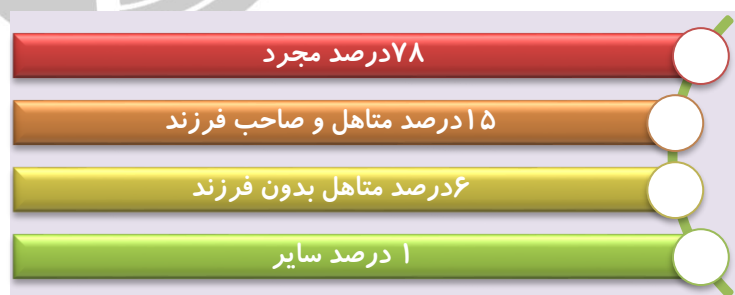 ۷۸درصد مجرد
۱۵درصد متاهل و صاحب فرزند
۶درصد متاهل بدون فرزند
۱ درصد سایر